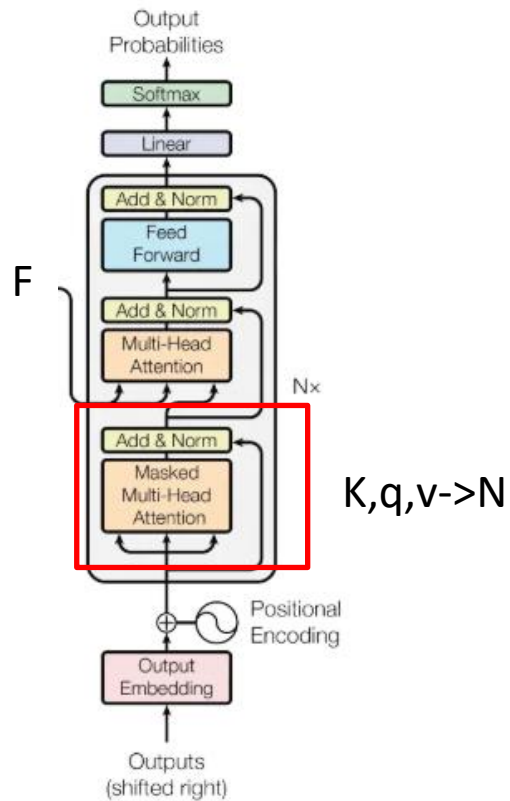 Output
Probabilities
Softmax
Linear
Add & Norm
Feed
Forward
F
Add & Norm
Multi-Head
Attention
N×
Add & Norm
Masked
Multi-Head
Attention
K,q,v->N
Positional
Encoding
Output
Embedding
Outputs
(shifted right)